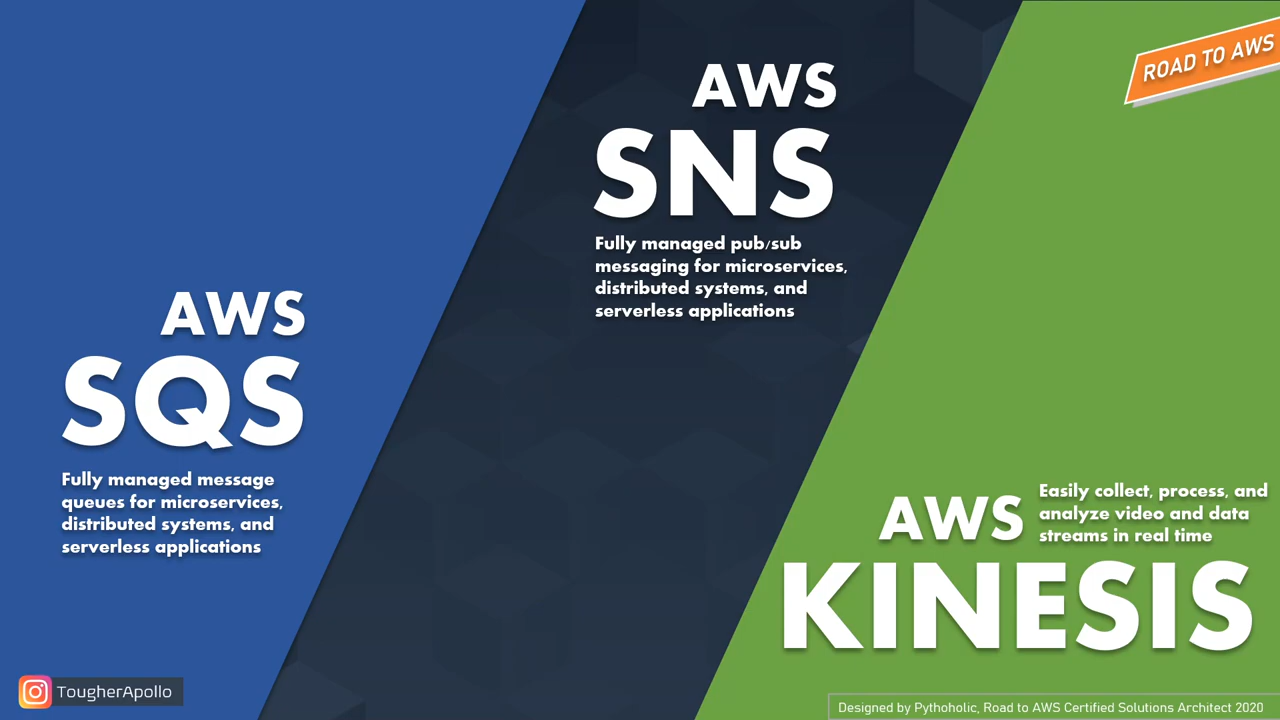 AWS
SQS
Fully managed message
queues for microservices,
distributed systems, and
serverless applications
AWS
SNS
Fully managed pub/sub
messaging for microservices,
distributed systems, and
serverless applications
ROAD TO AWS
AWS
Easily collect, process, and
analyze video and data
streams in real time
KINESIS
TougherApollo
Designed by Pythoholic, Road to AWS Certified Solutions Architect 2020